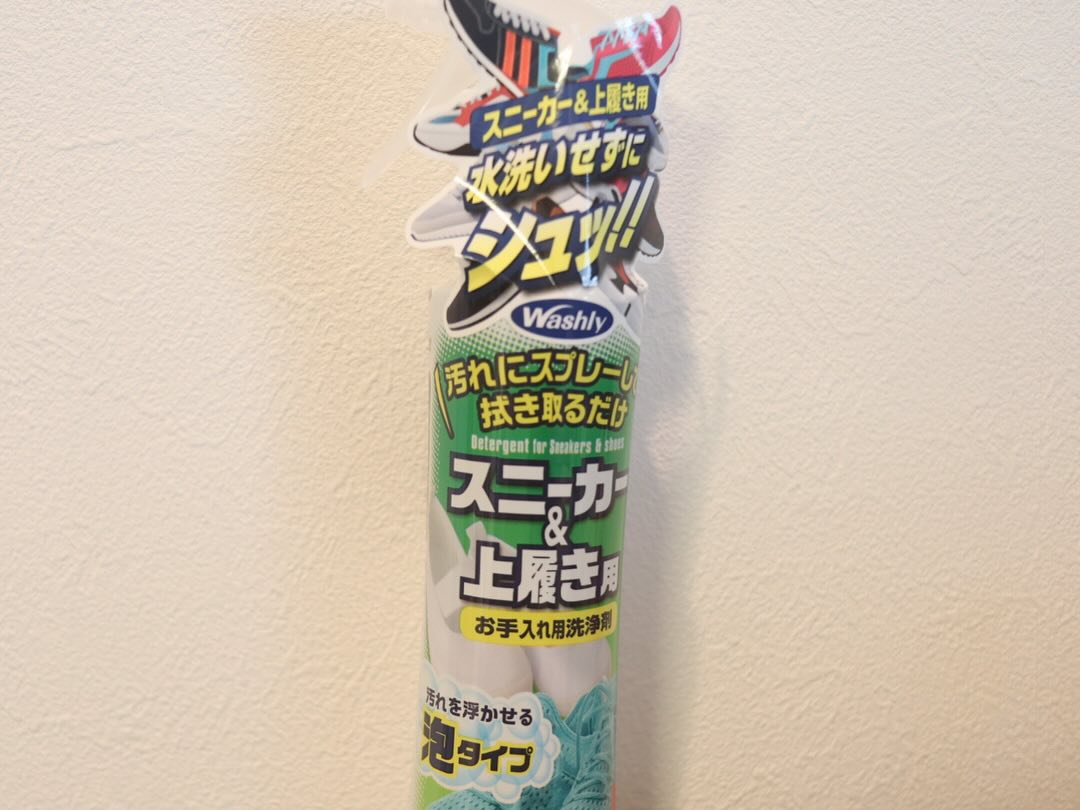 スニーカー&上履き用
水洗いせずに
シュッ!!
Washly
汚れにスプレーして
拭き取るだけ
Detergent for Sneakers & shoes
スニーカー
&
上履き用
お手入れ用洗浄剤
汚れを浮かせる
泡タイプ